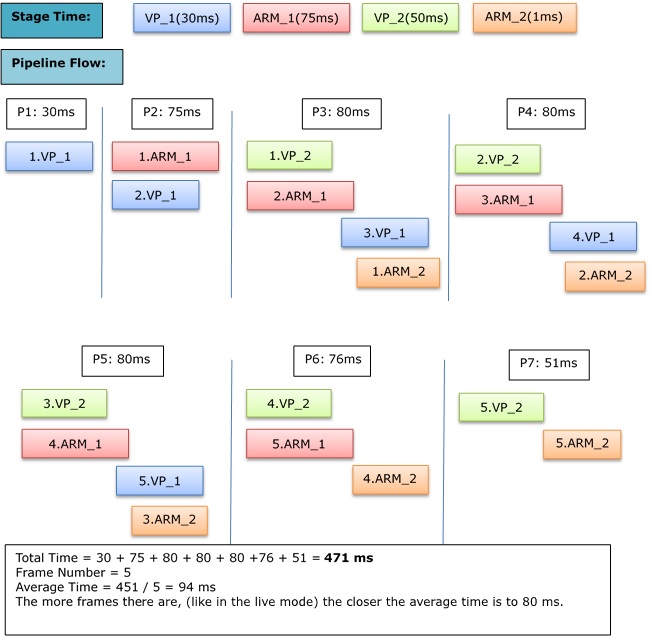 Stage Time: VP_1(30ms) ARM_1(75ms) VP_2(50ms) ARM_2(1ms)
Pipeline Flow:
P1: 30ms P2: 75ms P3: 80ms P4: 80ms
1.VP_1 1.ARM_1 1.VP_2 2.VP_2
2.VP_1 2.ARM_1 3.ARM_1
3.VP_1 4.VP_1
1.ARM_2 2.ARM_2
P5: 80ms P6: 76ms P7: 51ms
3.VP_2 4.VP_2 5.VP_2
4.ARM_1 5.ARM_1 5.ARM_2
5.VP_1 4.ARM_2
3.ARM_2
Total Time = 30 + 75 + 80 + 80 + 80 +76 + 51 = 471 ms
Frame Number = 5
Average Time = 451 / 5 = 94 ms
The more frames there are, (like in the live mode) the closer the average time is to 80 ms.